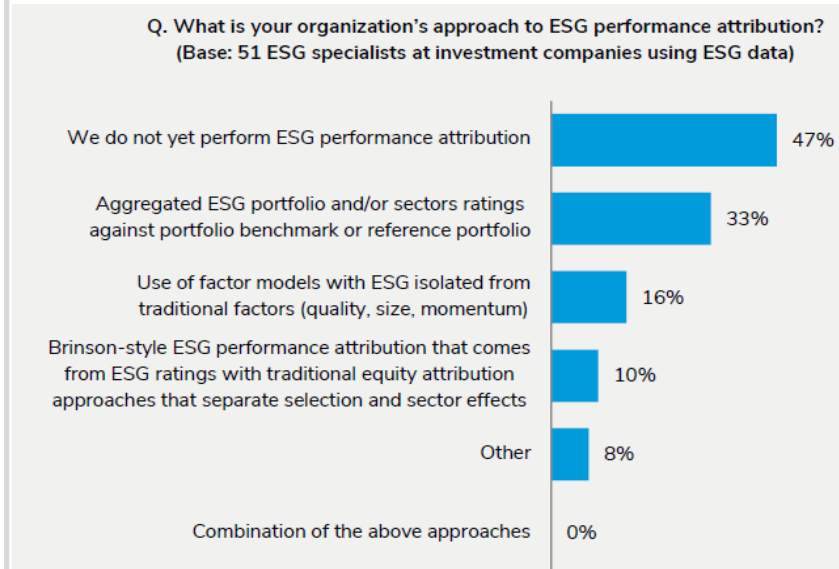 Q. What is your organization's approach to ESG performance attribution?
(Base: 51 ESG specialists at investment companies using ESG data)
We do not yet perform ESG performance attribution
47%
Aggregated ESG portfolio and/or sectors ratings
against portfolio benchmark or reference portfolio
33%
Use of factor models with ESG isolated from
traditional factors (quality, size, momentum)
16%
Brinson-style ESG performance attribution that comes
from ESG ratings with traditional equity attribution
approaches that separate selection and sector effects
10%
Other
8%
Combination of the above approaches
0%